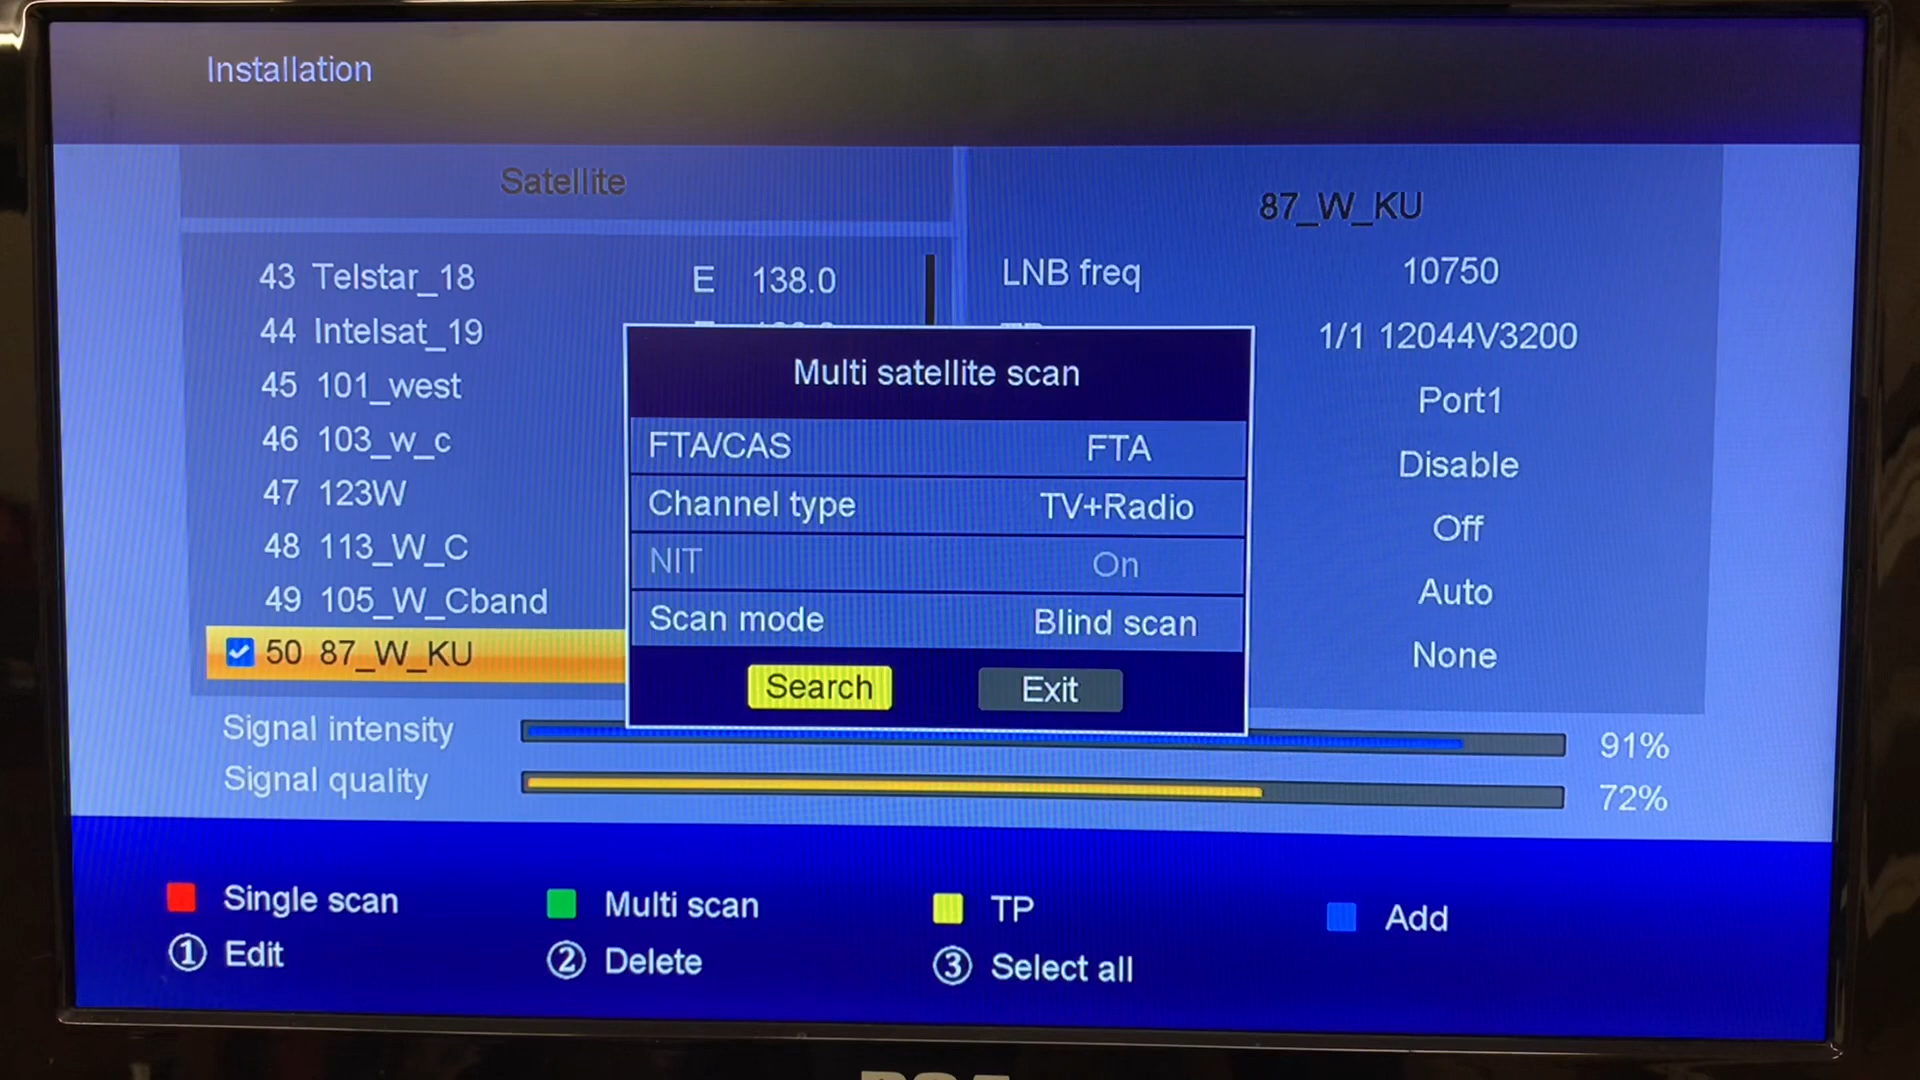 Installation
Satellite
87_W_KU
43 Telstar_18 E 138.0
LNB freq 10750
44 Intelsat_19
1/1 12044V3200
45 101_west
Port1
46 103_w_c
Disable
47 123W
Off
48 113_W_C
Auto
49 105_W_Cband
None
50 87_W_KU
Multi satellite scan
FTA/CAS FTA
Channel type TV+Radio
NIT On
Scan mode Blind scan
Search Exit
Signal intensity 91%
Signal quality 72%
Single scan Multi scan TP Add
1 Edit 2 Delete 3 Select all